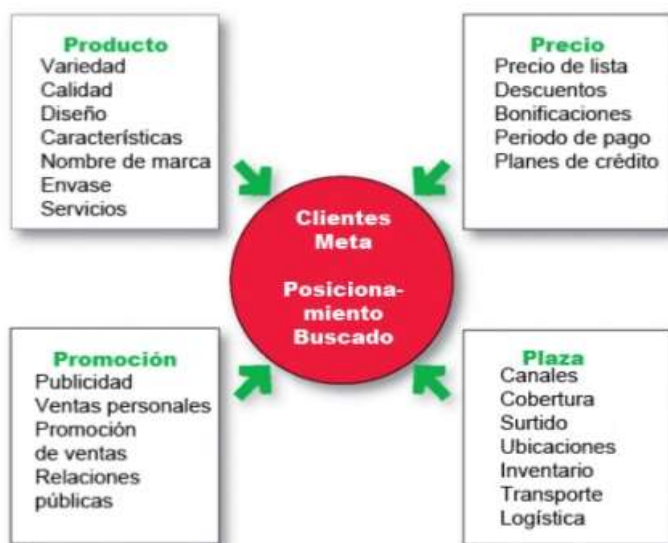 Producto
Variedad
Calidad
Diseño
Características
Nombre de marca
Envase
Servicios
Precio
Precio de lista
Descuentos
Bonificaciones
Periodo de pago
Planes de crédito
Clientes
Meta
Posiciona-
miento
Buscado
Promoción
Publicidad
Ventas personales
Promoción
de ventas
Relaciones
públicas
Plaza
Canales
Cobertura
Surtido
Ubicaciones
Inventario
Transporte
Logística